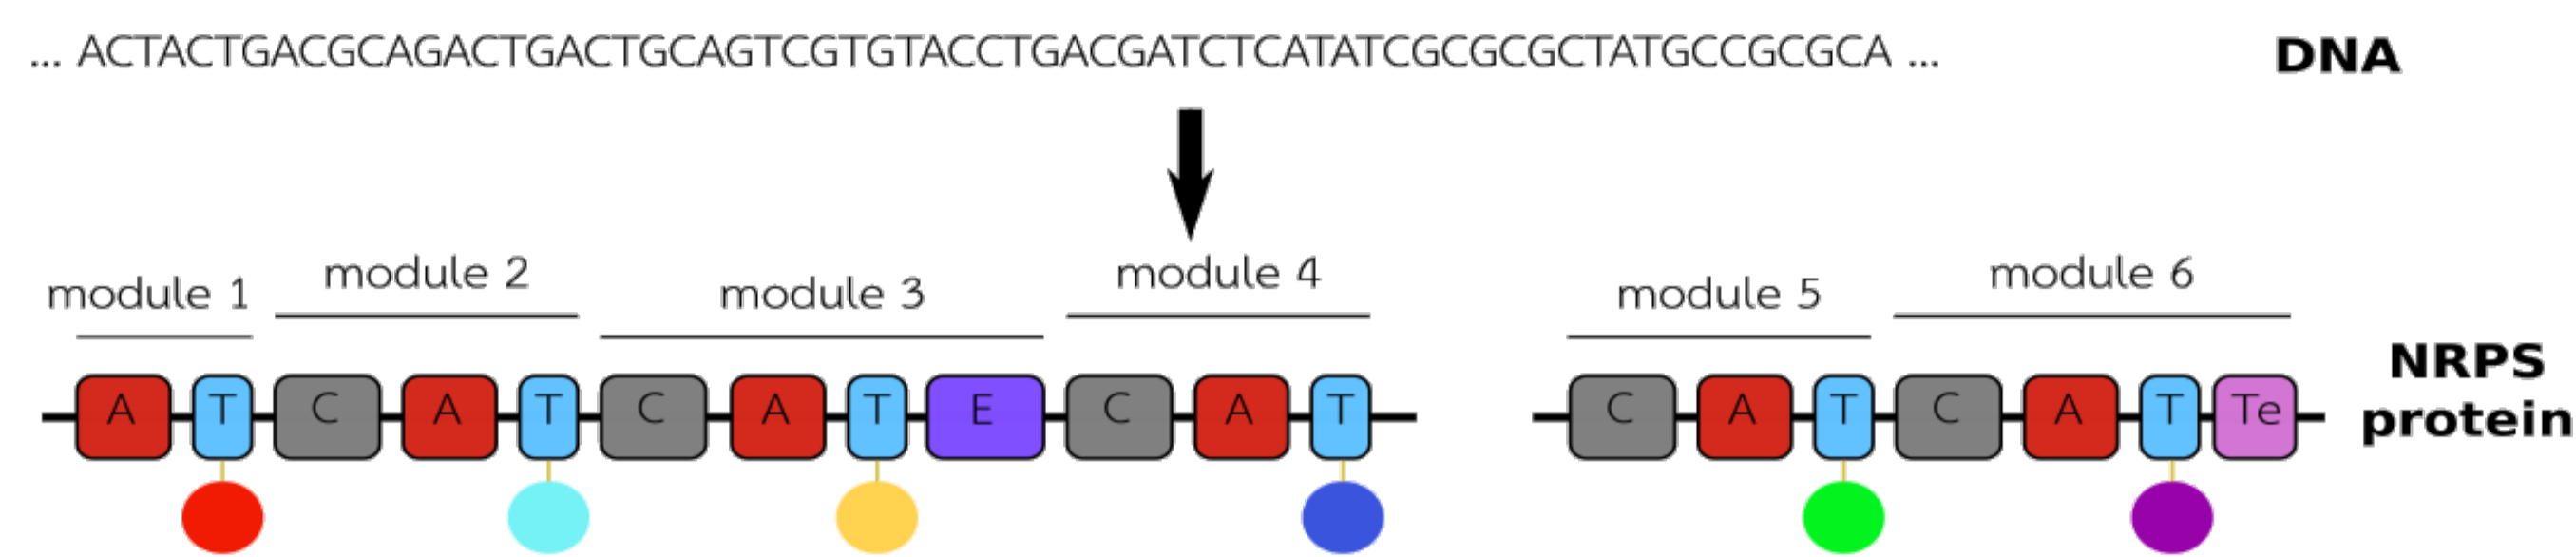 ... ACTACTGACGCAGACTGACTGCAGTCGTGTACCTGACGATCTCATATCGCGCGCTATGCCGCGCA ...
DNA
module 1
module 2
module 3
module 4
module 5
module 6
A T C A T C A T E C A T
C A T C A T Te
NRPS
protein